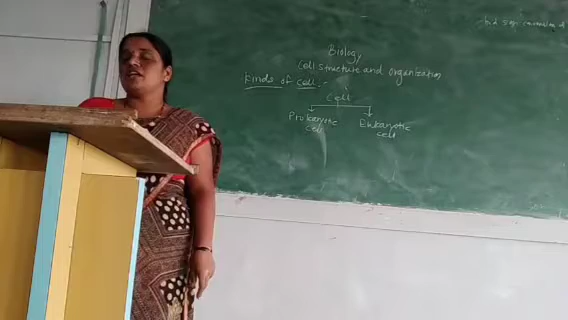 Biology
Cell structure and organization
Kinds of cell:-
Cell
Prokaryotic Eukaryotic
cell cell